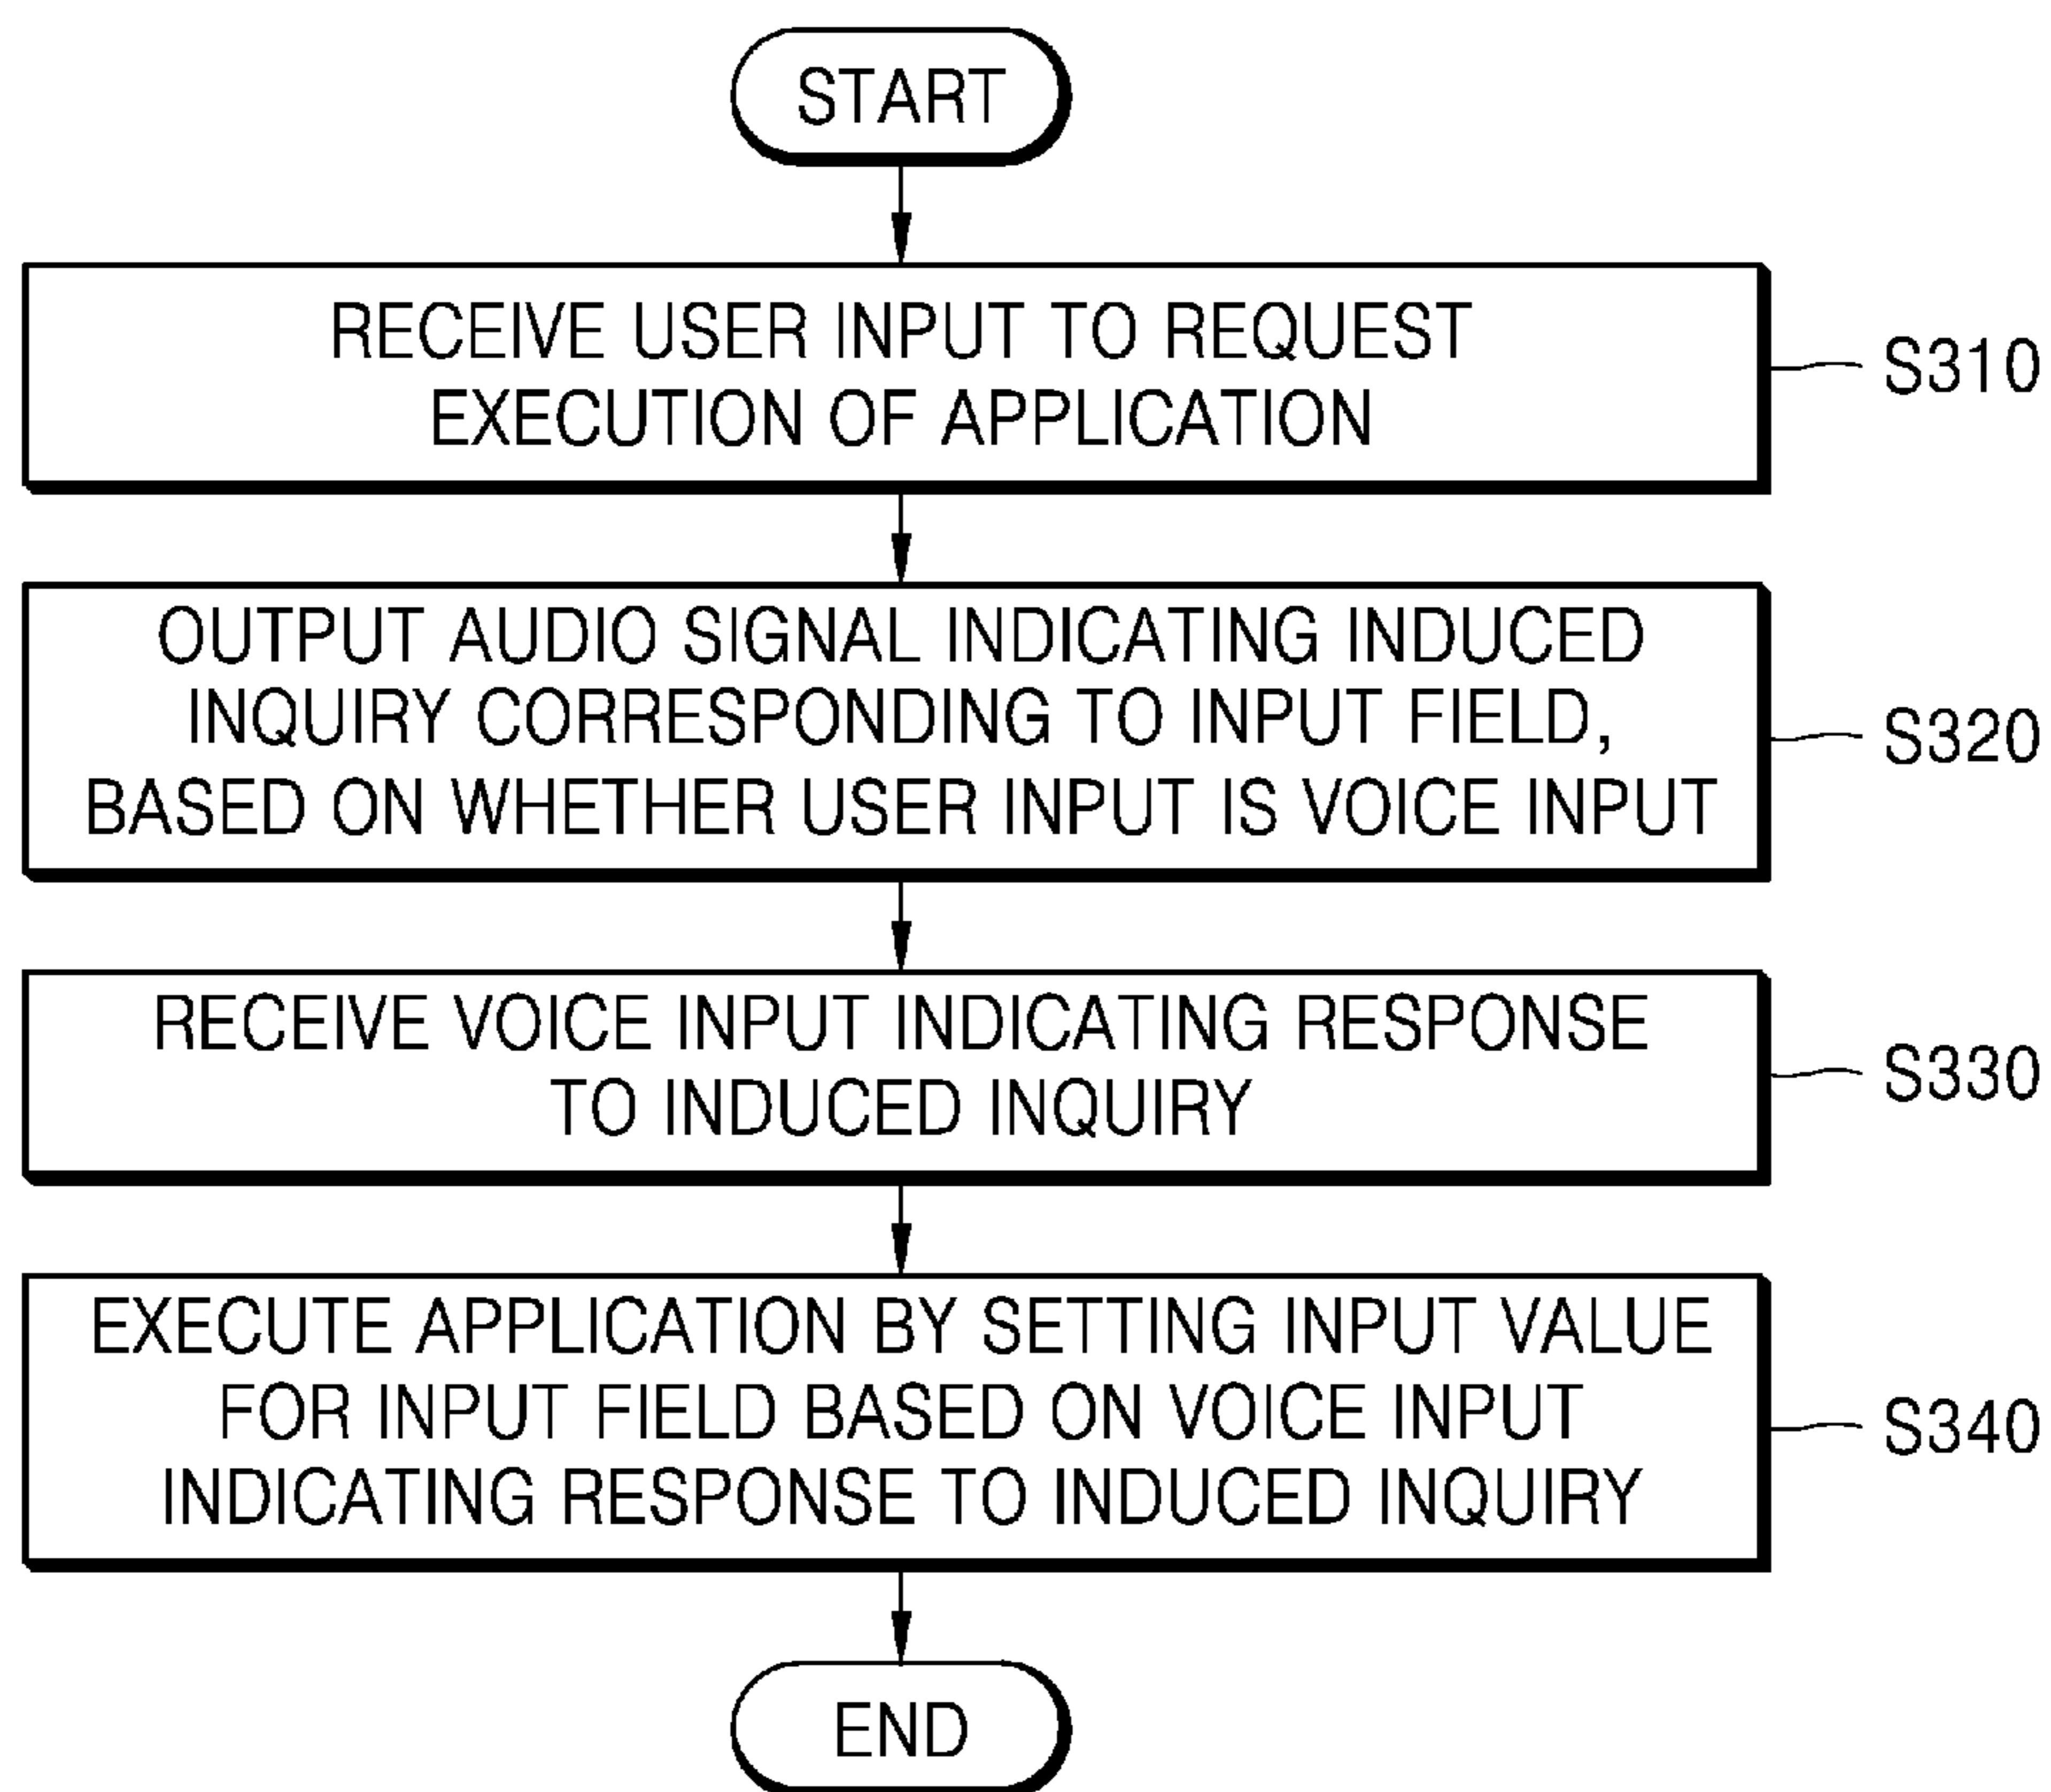 START
RECEIVE USER INPUT TO REQUEST
EXECUTION OF APPLICATION
S310
OUTPUT AUDIO SIGNAL INDICATING INDUCED
INQUIRY CORRESPONDING TO INPUT FIELD,
BASED ON WHETHER USER INPUT IS VOICE INPUT
S320
RECEIVE VOICE INPUT INDICATING RESPONSE
TO INDUCED INQUIRY
S330
EXECUTE APPLICATION BY SETTING INPUT VALUE
FOR INPUT FIELD BASED ON VOICE INPUT
INDICATING RESPONSE TO INDUCED INQUIRY
S340
END